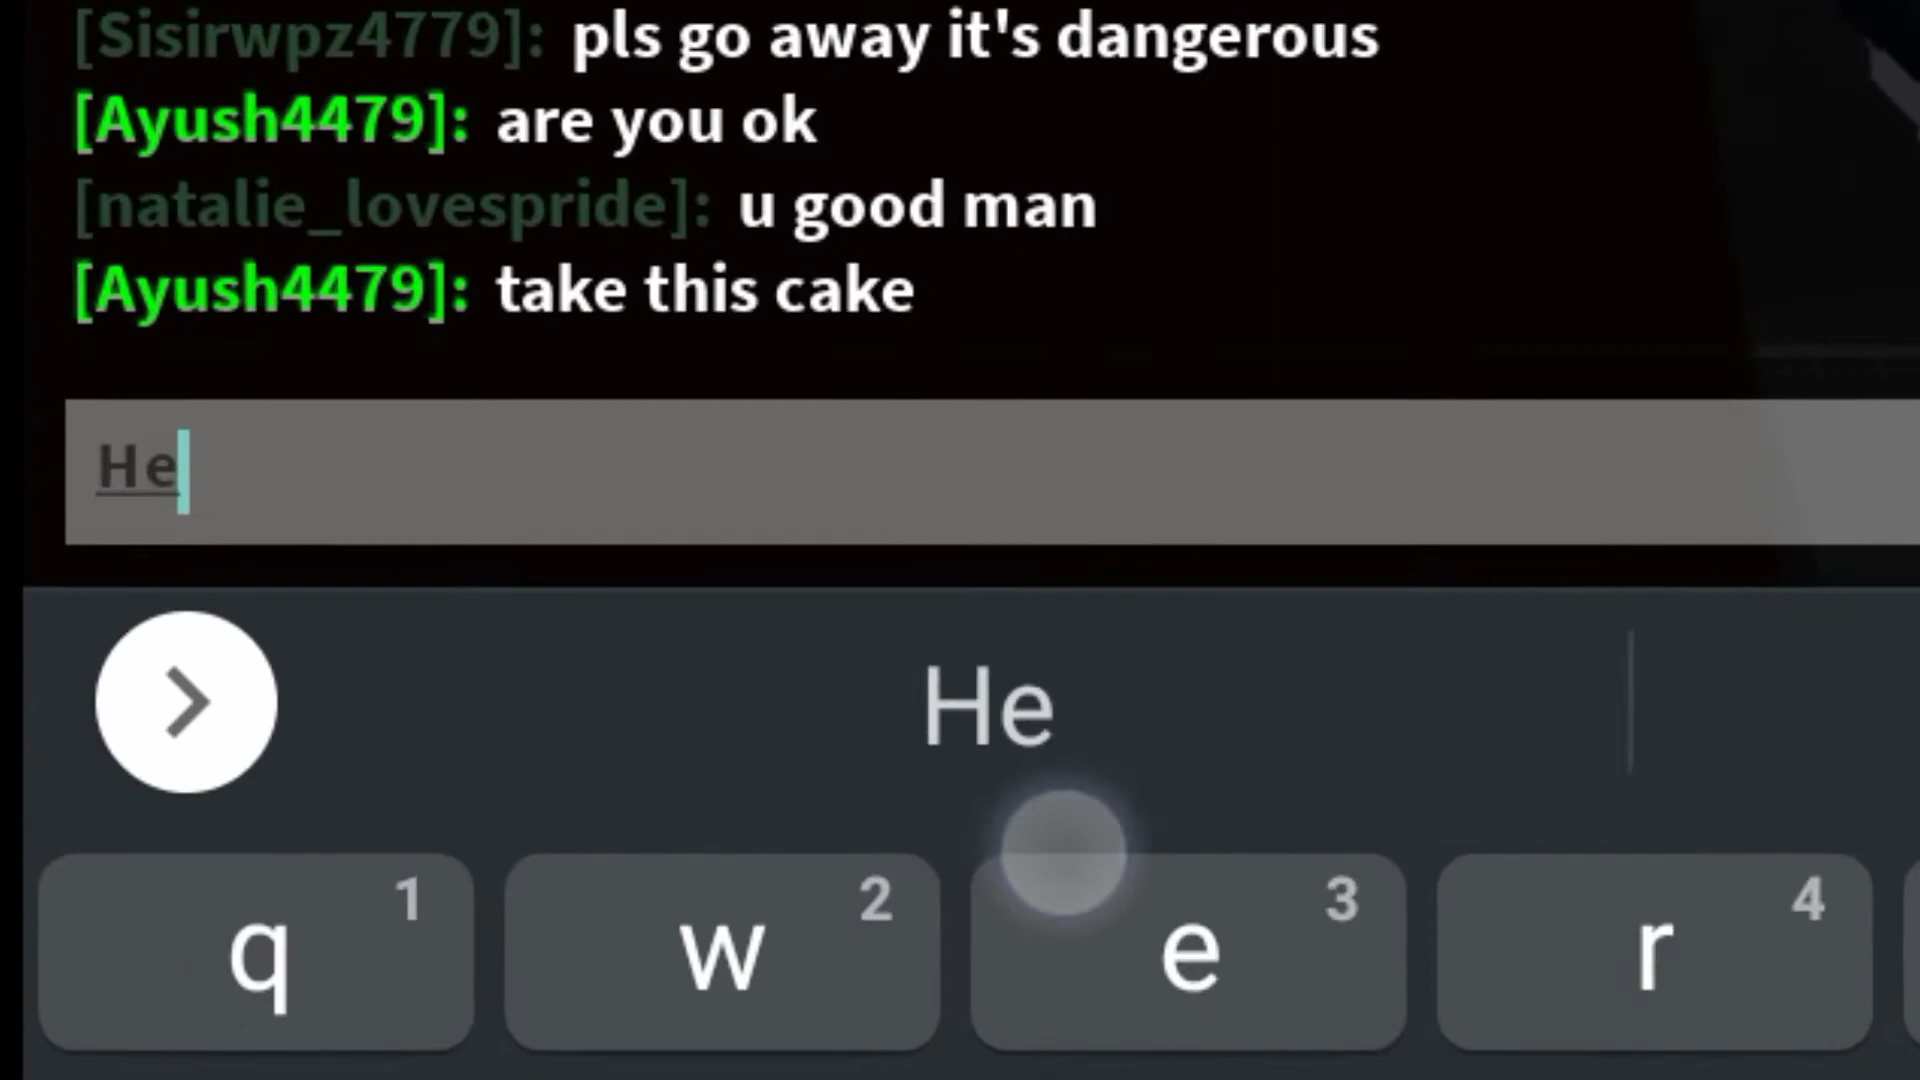 [Sisirwpz4779]: pls go away it's dangerous
[Ayush4479]: are you ok
[natalie_lovespride]: u good man
[Ayush4479]: take this cake
He
He
q 1 w 2 e 3 r 4